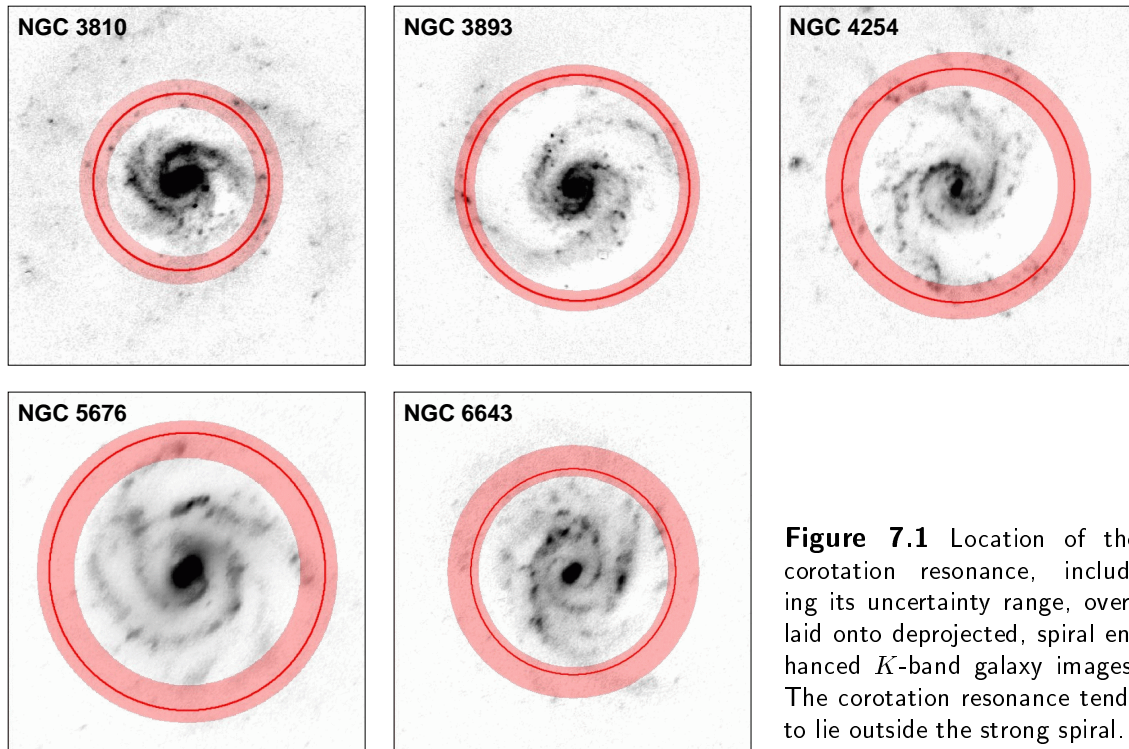 NGC 3810
NGC 3893
NGC 4254
NGC 5676
NGC 6643
Figure 7.1 Location of the
corotation resonance, includ
ing its uncertainty range, over
laid onto deprojected, spiral en
hanced K-band galaxy images
The corotation resonance tend
to lie outside the strong spiral.